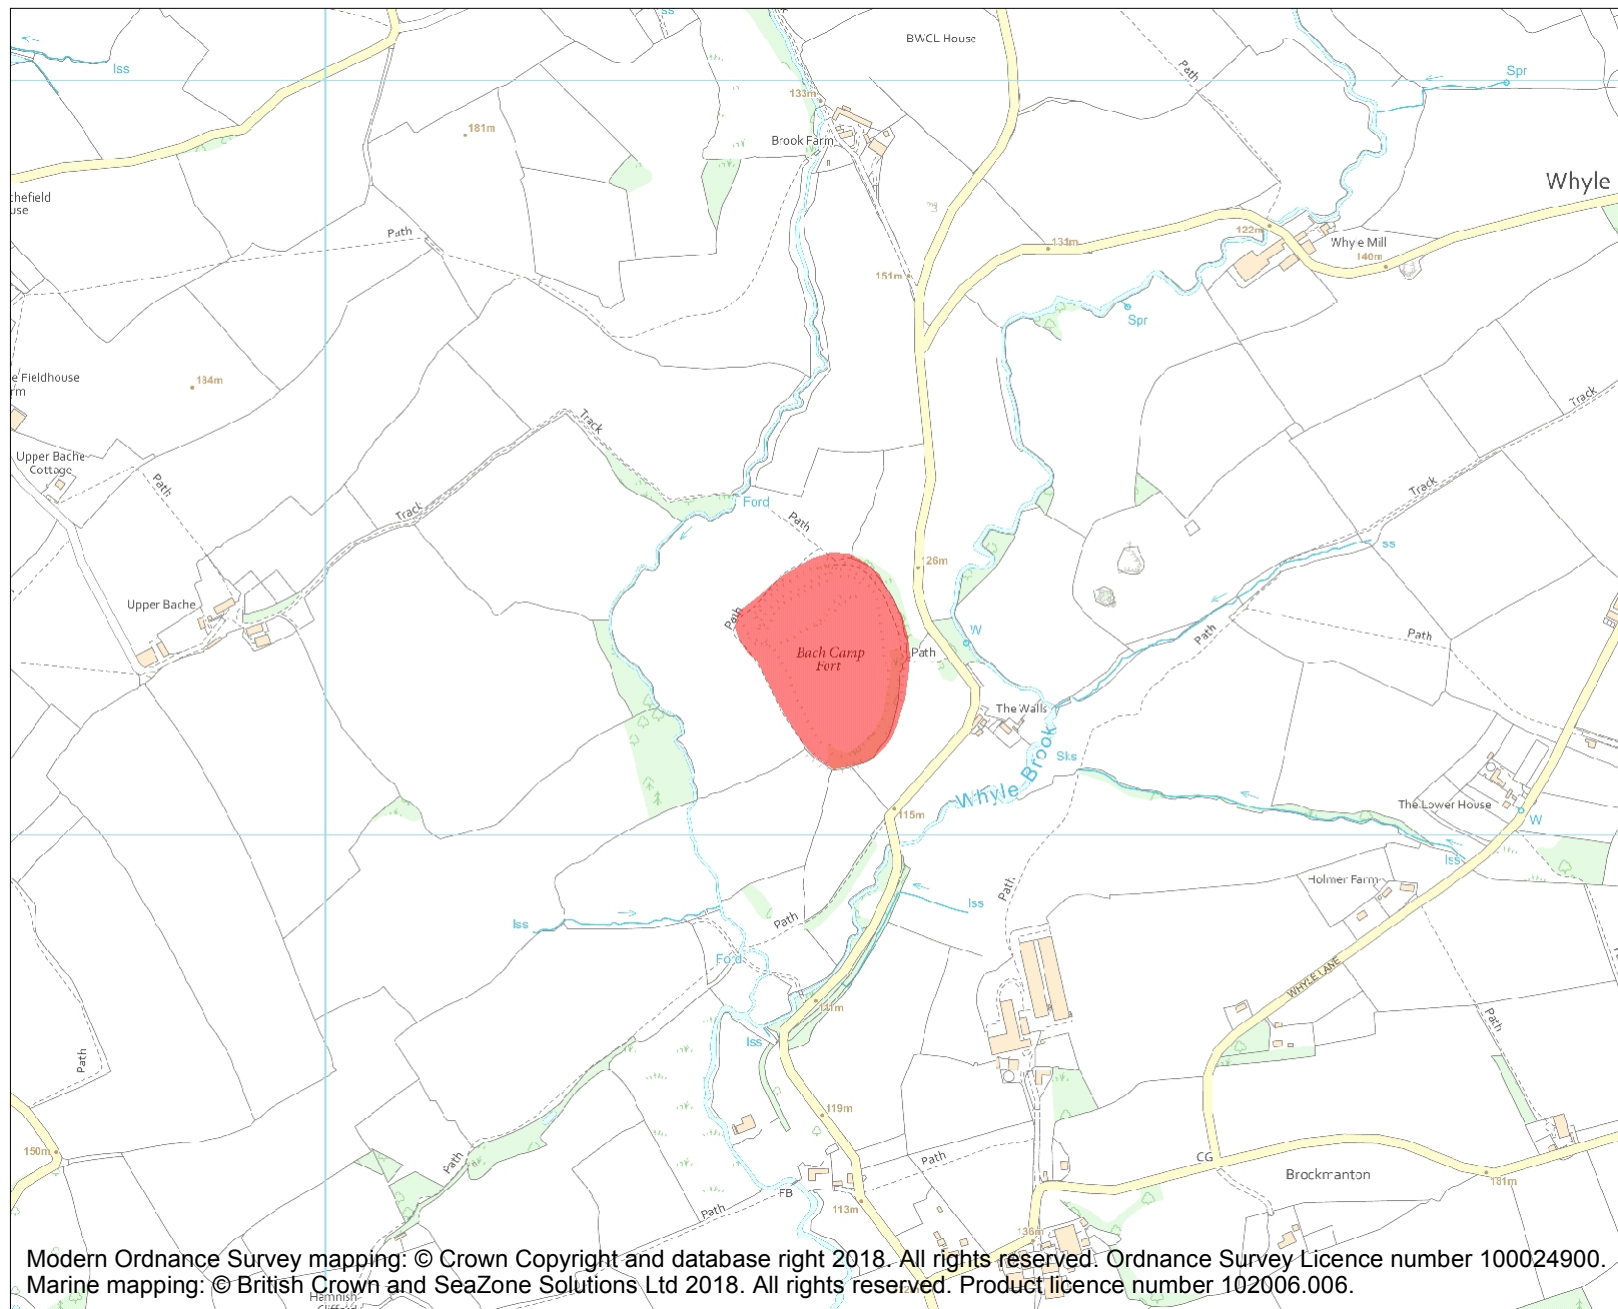 Iss
ss
BWCL House
Path
Spr
133m
181m
Brook Farm
Whyle
chefield
use
Path
122m
Whyle Mill
140m
131m
151m
Spr
e Fieldhouse
rm
Track
Track
Upper Bache
Cottage
Path
Track
Track
Ford
Path
ss
26m
Upper Bache
Path
Bach Camp
Fort
W
Path
Path
Path
The Walls
Sks
Whyle Brook
The Lower House
W
115m
Iss
Holmer Farm
Path
Iss
Path
Iss
Ford
WHYLE LANE
Path
Iss
Path
119m
150m
Path
Path
CG
Brockmanton
181m
FB
Path
113m
Modern Ordnance Survey mapping: © Crown Copyright and database right 2018. All rights reserved. Ordnance Survey Licence number 100024900.
Marine mapping: © British Crown and SeaZone Solutions Ltd 2018. All rights reserved. Product licence number 102006.006.